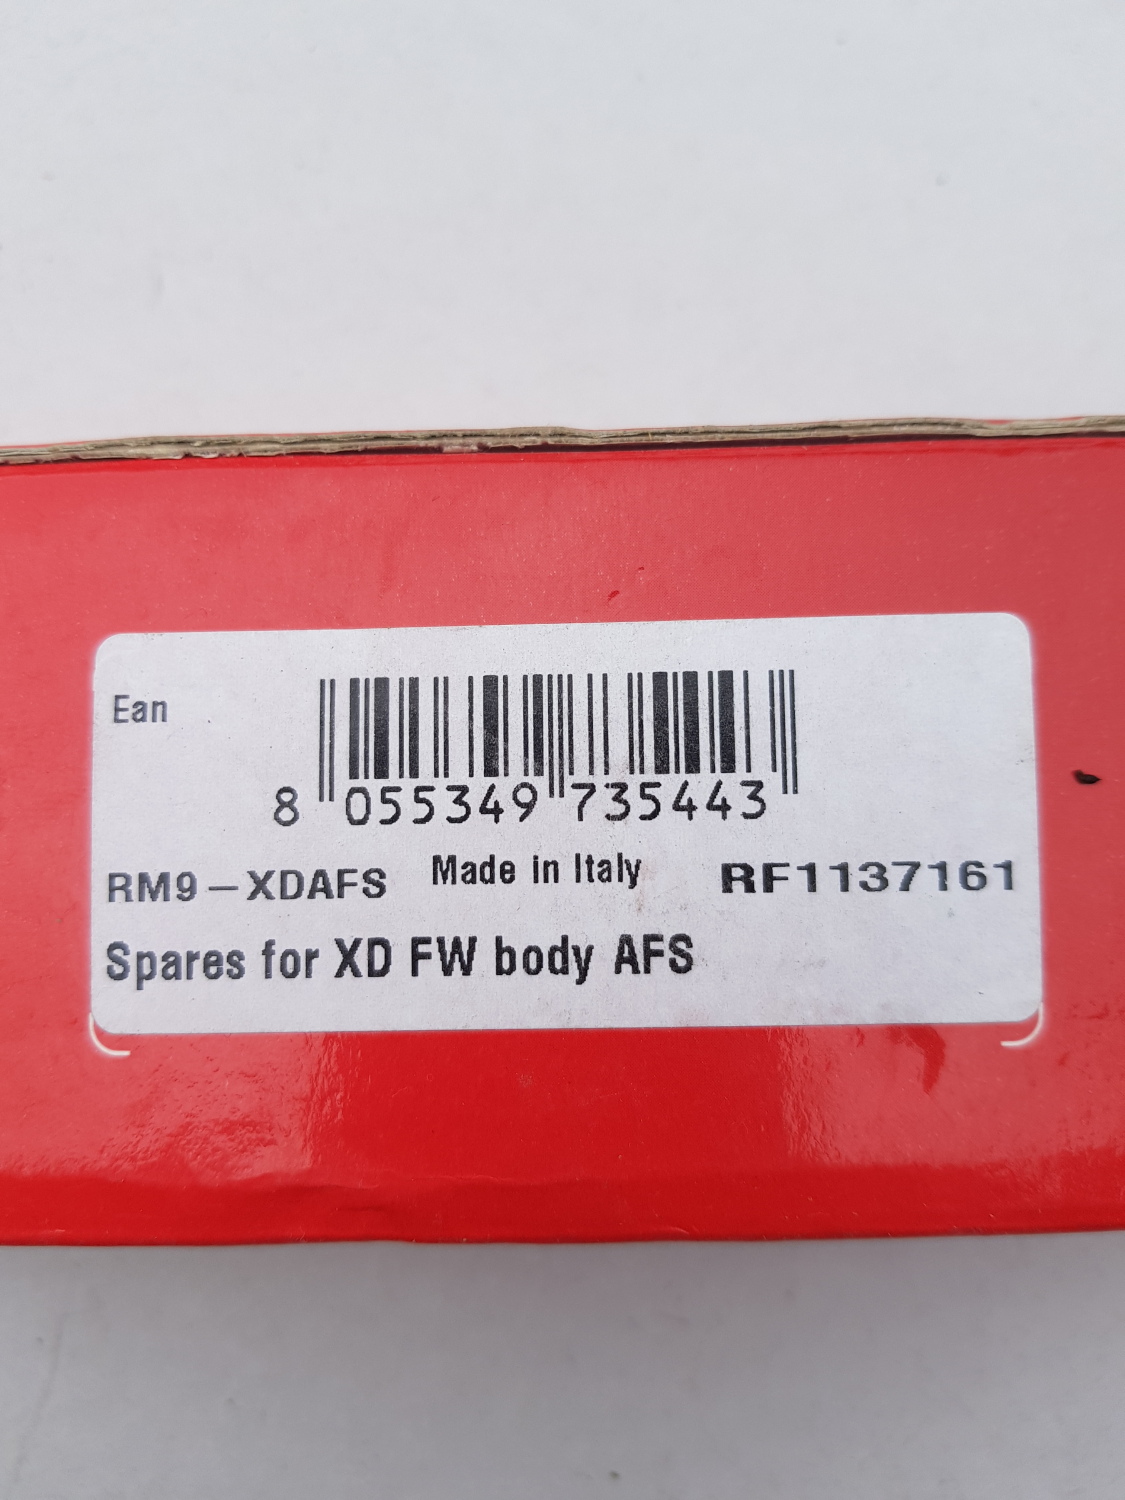 Ean
8 055349 735443
RM9-XDAFS Made in Italy RF1137161
Spares for XD FW body AFS